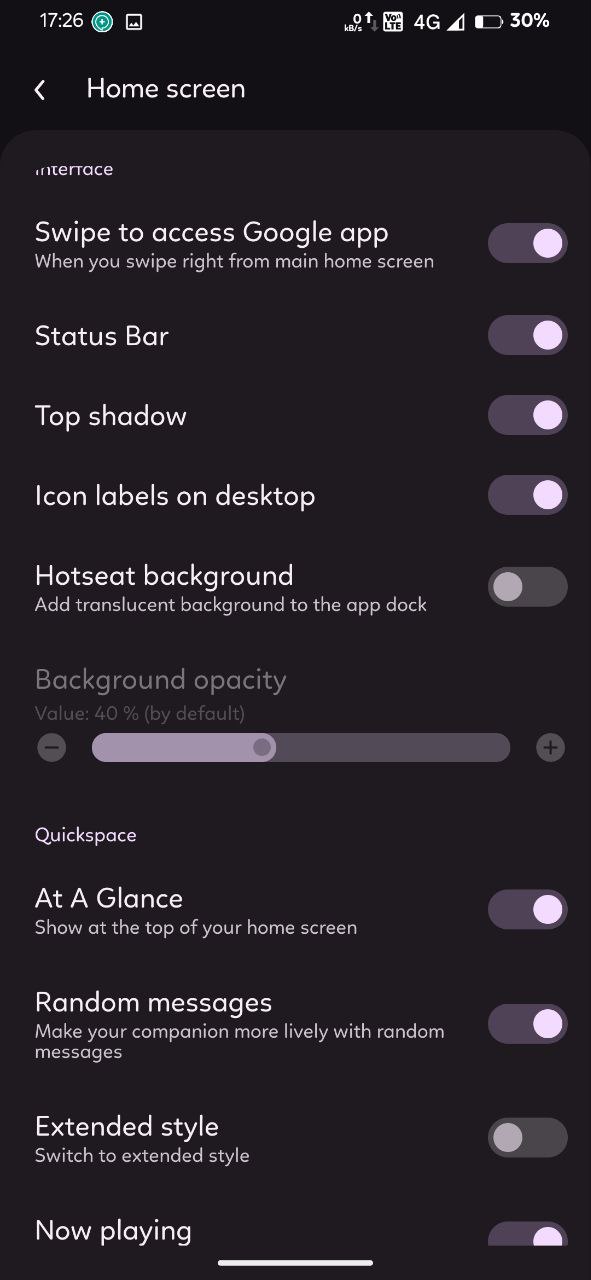 17:26
0
kB/s
Vo))
LTE
4G
30%
Home screen
Interface
Swipe to access Google app
When you swipe right from main home screen
Status Bar
Top shadow
Icon labels on desktop
Hotseat background
Add translucent background to the app dock
Background opacity
Value: 40 % (by default)
Quickspace
At A Glance
Show at the top of your home screen
Random messages
Make your companion more lively with random
messages
Extended style
Switch to extended style
Now playing